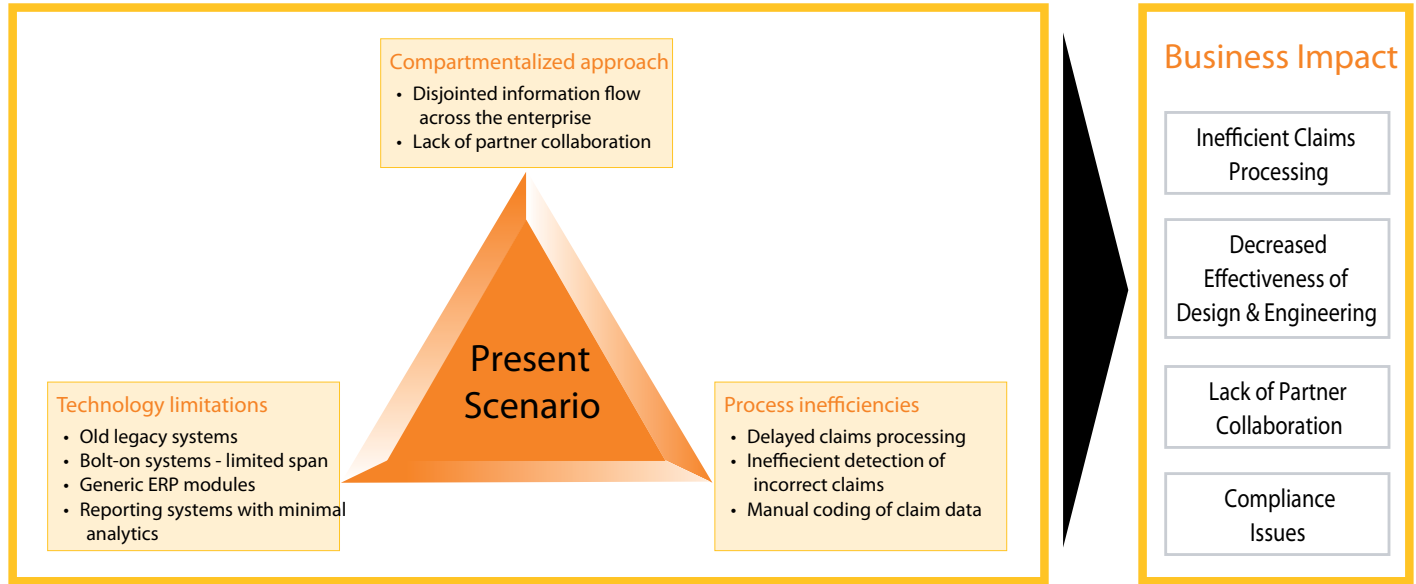 Compartmentalized approach
• Disjointed information flow
across the enterprise
• Lack of partner collaboration
Present
Scenario
Technology limitations
• Old legacy systems
• Bolt-on systems - limited span
• Generic ERP modules
• Reporting systems with minimal
analytics
Process inefficiencies
• Delayed claims processing
• Ineffiecient detection of
incorrect claims
• Manual coding of claim data
Business Impact
Inefficient Claims
Processing
Decreased
Effectiveness of
Design & Engineering
Lack of Partner
Collaboration
Compliance
Issues